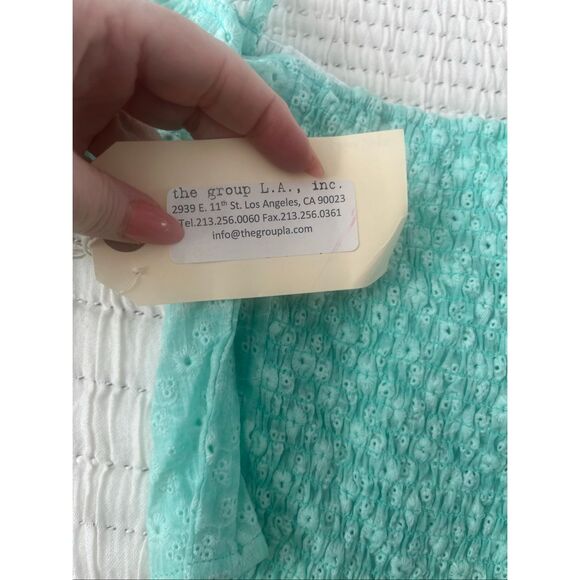 the group L.A., inc.
2939 E. 11th St. Los Angeles, CA 90023
Tel.213.256.0060 Fax.213.256.0361
info@thegroupla.com